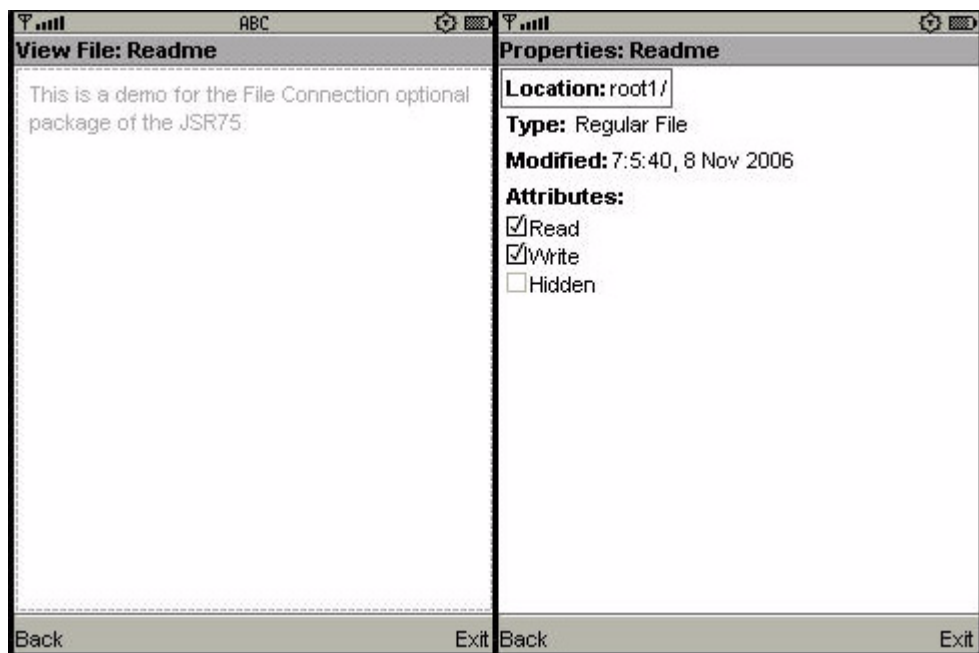 ABC
View File: Readme
This is a demo for the File Connection optional
package of the JSR75
Back Exit
Properties: Readme
Location: root1/
Type: Regular File
Modified: 7:5:40, 8 Nov 2006
Attributes:
Read
Write
Hidden
Back Exit